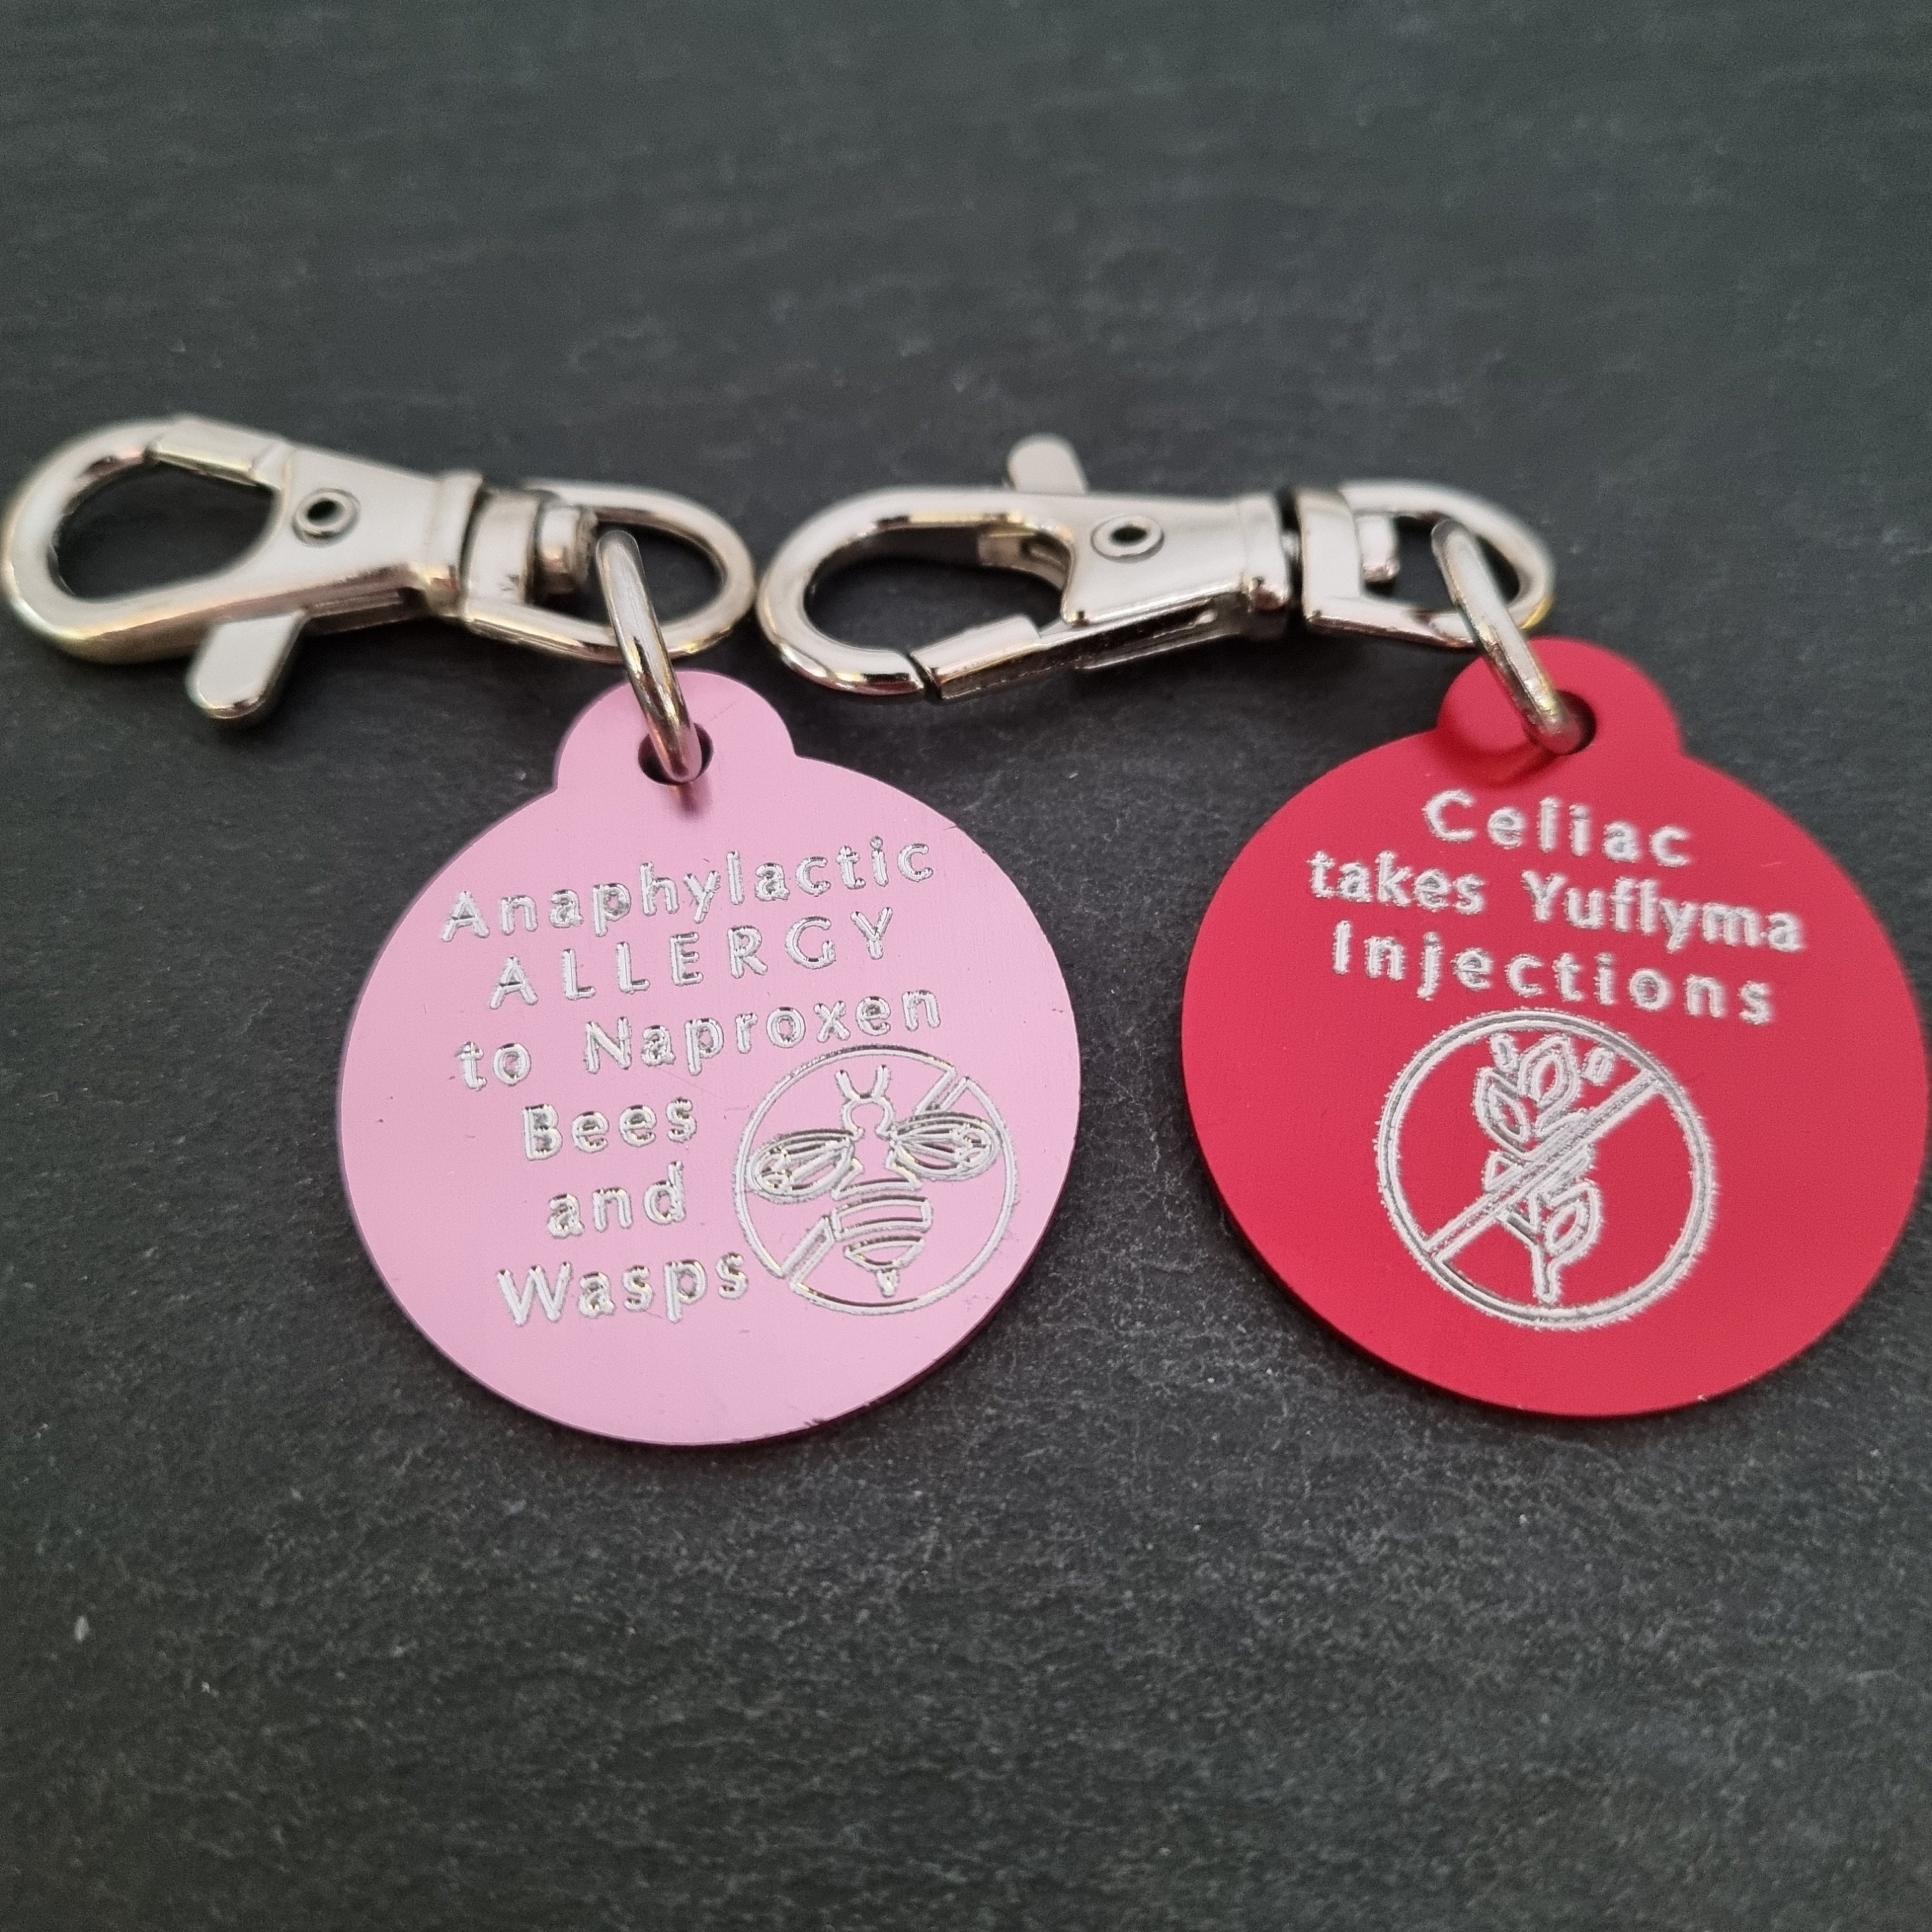 Anaphylactic
ALLERGY
to Naproxen
Bees
and
Wasps
Celiac
takes Yuflyma
Injections